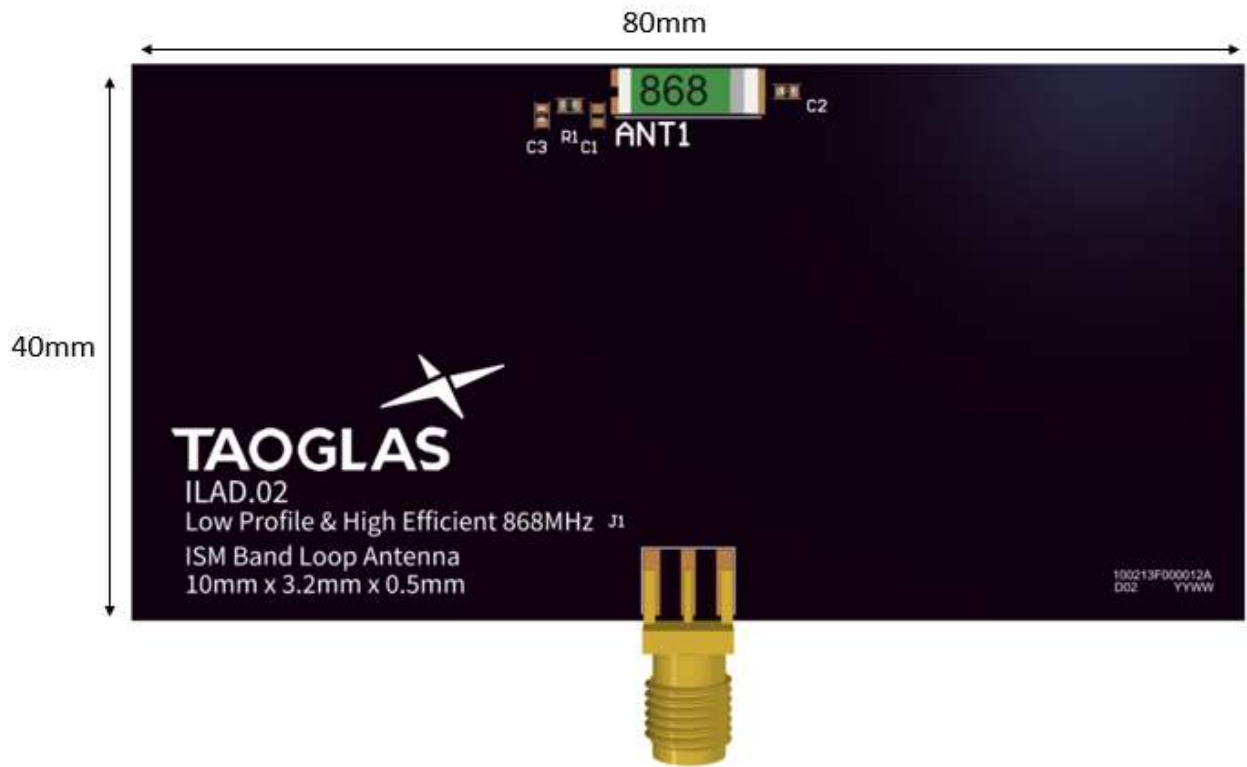 80mm
868
C2
C3
R1
C1
ANT1
40mm
TAOGLAS
ILAD.02
Low Profile & High Efficient 868MHz
J1
ISM Band Loop Antenna
10mm x 3.2mm x 0.5mm
100213F000012A
D02 YYWW